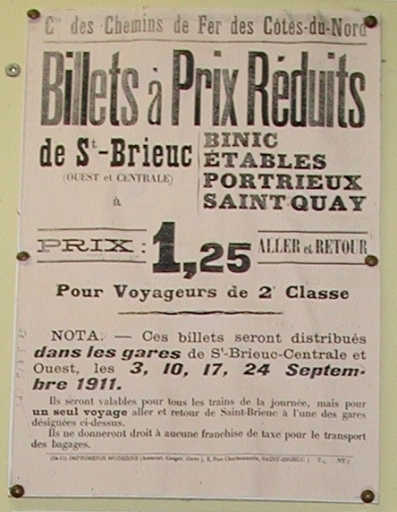 Cie des Chemins de Fer des Côtes-du-Nord
Billets à Prix Réduits
de St-Brieuc
(OUEST et CENTRALE)
à
BINIC
ÉTABLES
PORTRIEUX
SAINT-QUAY
PRIX : 1,25 ALLER et RETOUR
Pour Voyageurs de 2e Classe
NOTA. — Ces billets seront distribués
dans les gares de St-Brieuc-Centrale et
Ouest, les 3, 10, 17, 24 Septem-
bre 1911.
Ils seront valables pour tous les trains de la journée, mais pour
un seul voyage aller et retour de Saint-Brieuc à l'une des gares
désignées ci-dessus.
Ils ne donneront droit à aucune franchise de taxe pour le transport
des bagages.
IMPRIMERIE MODERNE
SAINT-BRIEUC